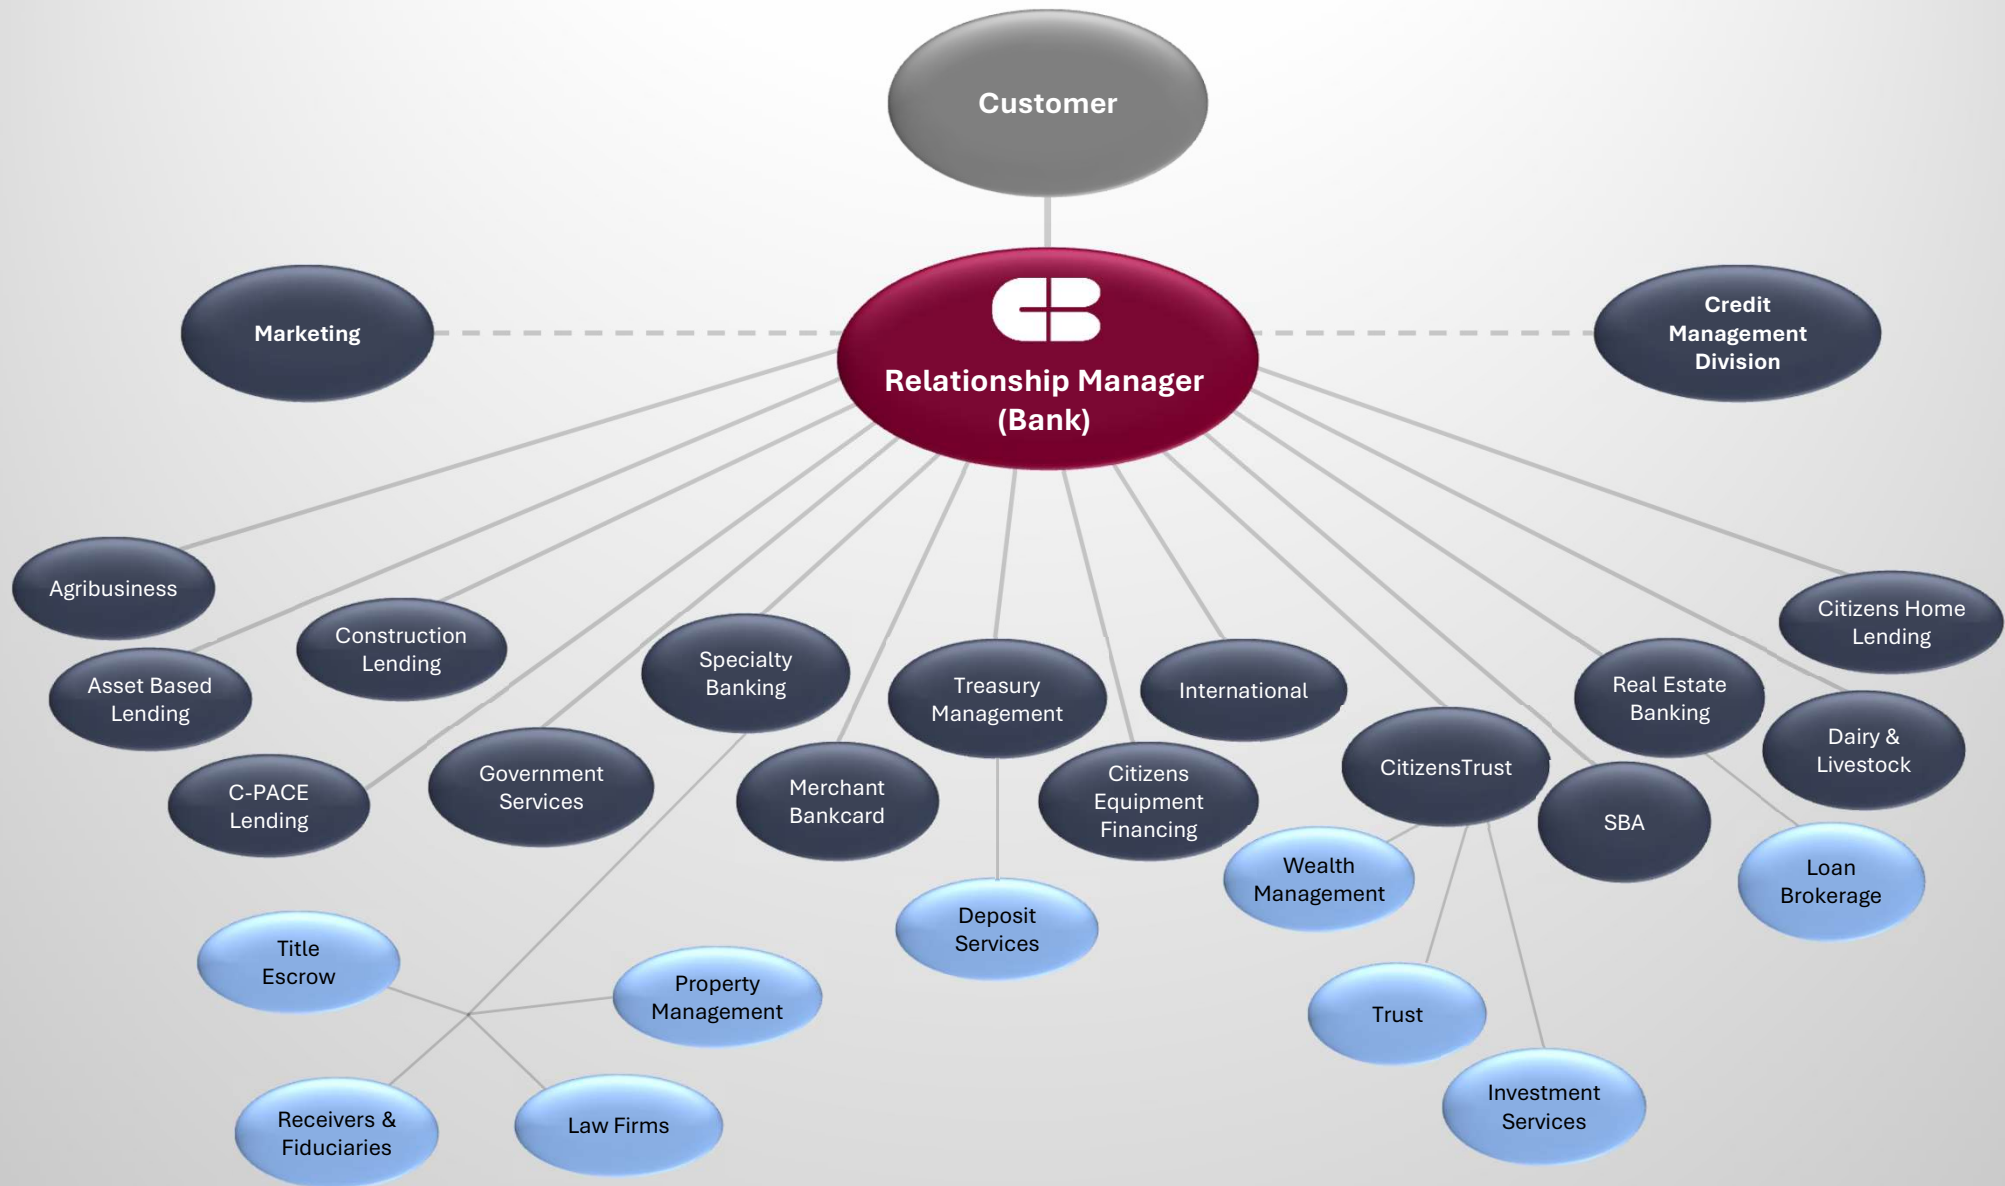 Customer
Relationship Manager
(Bank)
Marketing
Credit
Management
Division
Agribusiness
Asset Based
Lending
Construction
Lending
C-PACE
Lending
Government
Services
Specialty
Banking
Merchant
Bankcard
Treasury
Management
Citizens
Equipment
Financing
International
CitizensTrust
SBA
Real Estate
Banking
Dairy &
Livestock
Citizens Home
Lending
Title
Escrow
Property
Management
Receivers &
Fiduciaries
Law Firms
Deposit
Services
Wealth
Management
Trust
Investment
Services
Loan
Brokerage